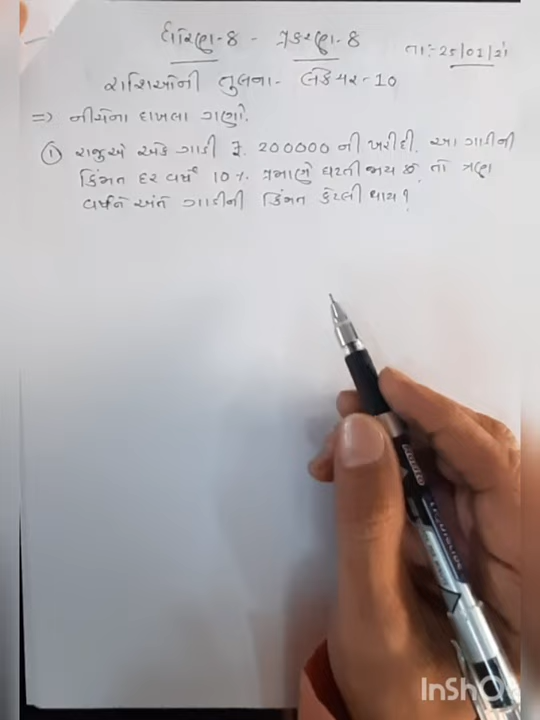 ધોરણ-8 - પ્રકરણ-8
તા:-25/02/21
રાશિઓની તુલના- લેક્ચર-10
=> નીચેના દાખલા ગણો.
① રાજુએ એક ગાડી રૂ. 200000 ની ખરીદી. આ ગાડીની
કિંમત દર વર્ષે 10% પ્રમાણે ઘટતી જાય છે, તો ત્રણ
વર્ષને અંતે ગાડીની કિંમત કેટલી થાય?
InShO